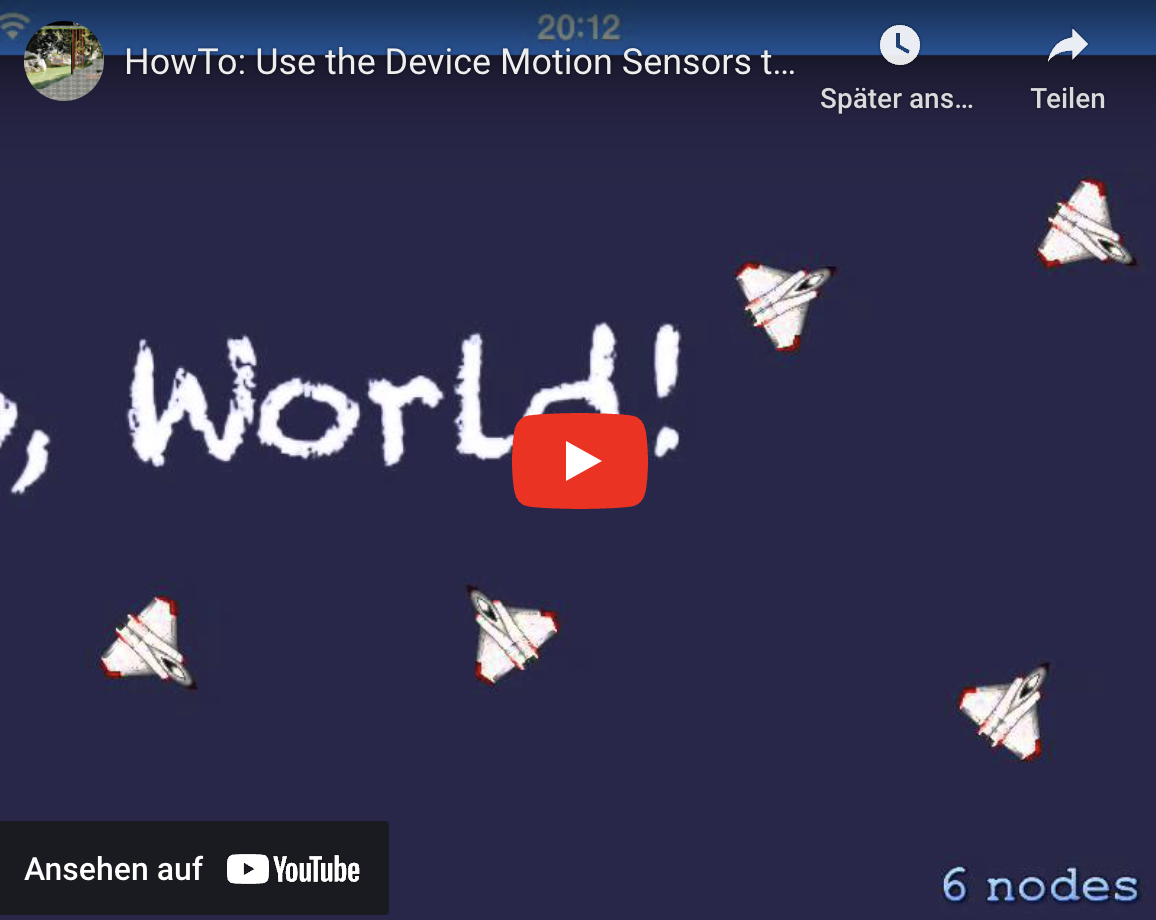 20:12
HowTo: Use the Device Motion Sensors t...
Später ans...
Teilen
, World!
Ansehen auf YouTube
6 nodes